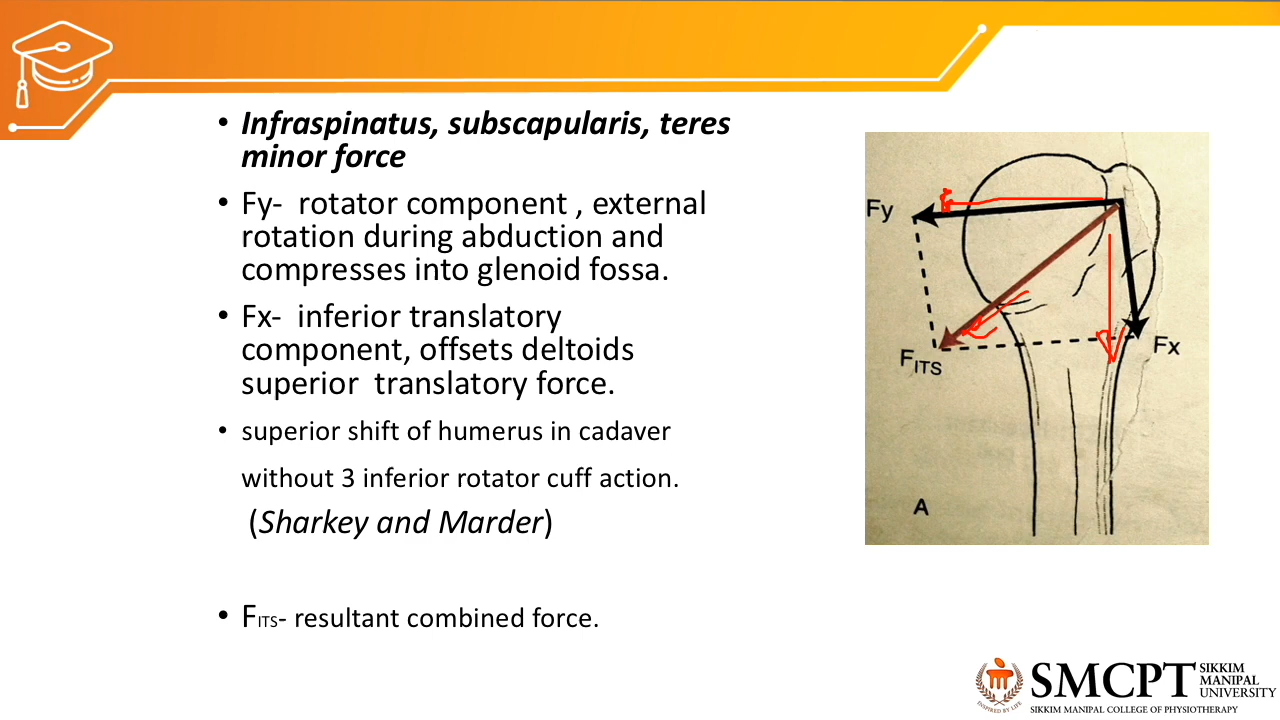 • Infraspinatus, subscapularis, teres
minor force
• Fy- rotator component , external
rotation during abduction and
compresses into glenoid fossa.
• Fx- inferior translatory
component, offsets deltoids
superior translatory force.
• superior shift of humerus in cadaver
without 3 inferior rotator cuff action.
(Sharkey and Marder)
• FITS- resultant combined force.
Fy
Fx
FITS
A
INSPIRED BY LIFE
SMCPT
SIKKIM
MANIPAL
UNIVERSITY
SIKKIM MANIPAL COLLEGE OF PHYSIOTHERAPY